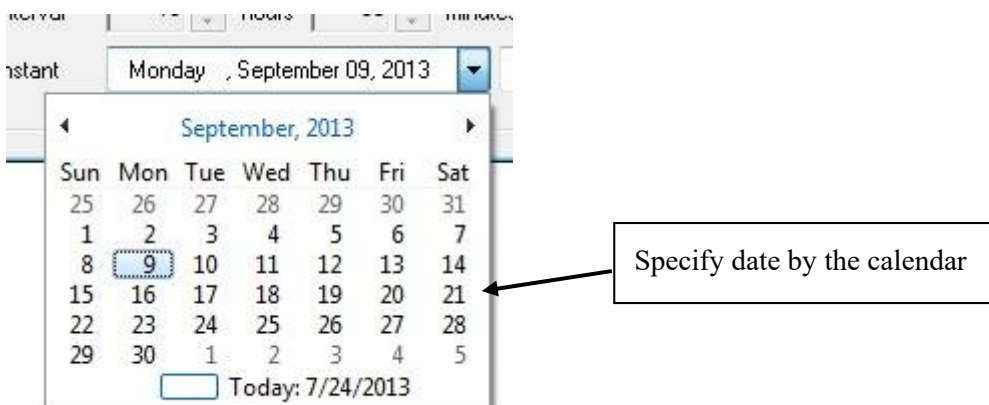 hours
Monday , September 09, 2013
September, 2013
Sun Mon Tue Wed Thu Fri Sat
25 26 27 28 29 30 31
1 2 3 4 5 6 7
8 9 10 11 12 13 14
15 16 17 18 19 20 21
22 23 24 25 26 27 28
29 30 1 2 3 4 5
Today: 7/24/2013
Specify date by the calendar